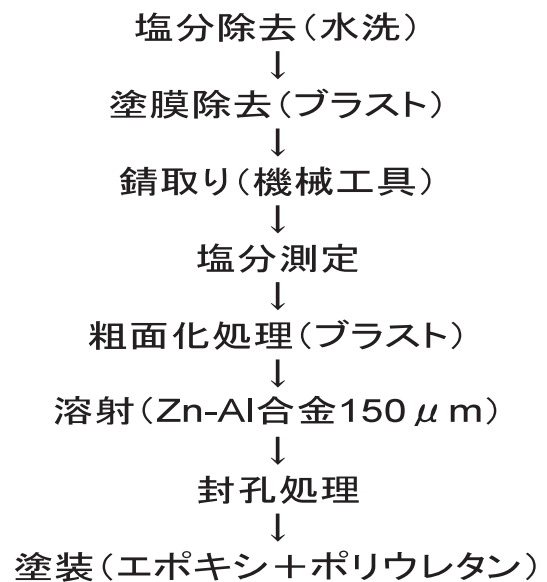 塩分除去（水洗）
↓
塗膜除去（ブラスト）
↓
錆取り（機械工具）
↓
塩分測定
↓
粗面化処理（ブラスト）
↓
溶射（Zn-Al合金150μm）
↓
封孔処理
↓
塗装（エポキシ＋ポリウレタン）